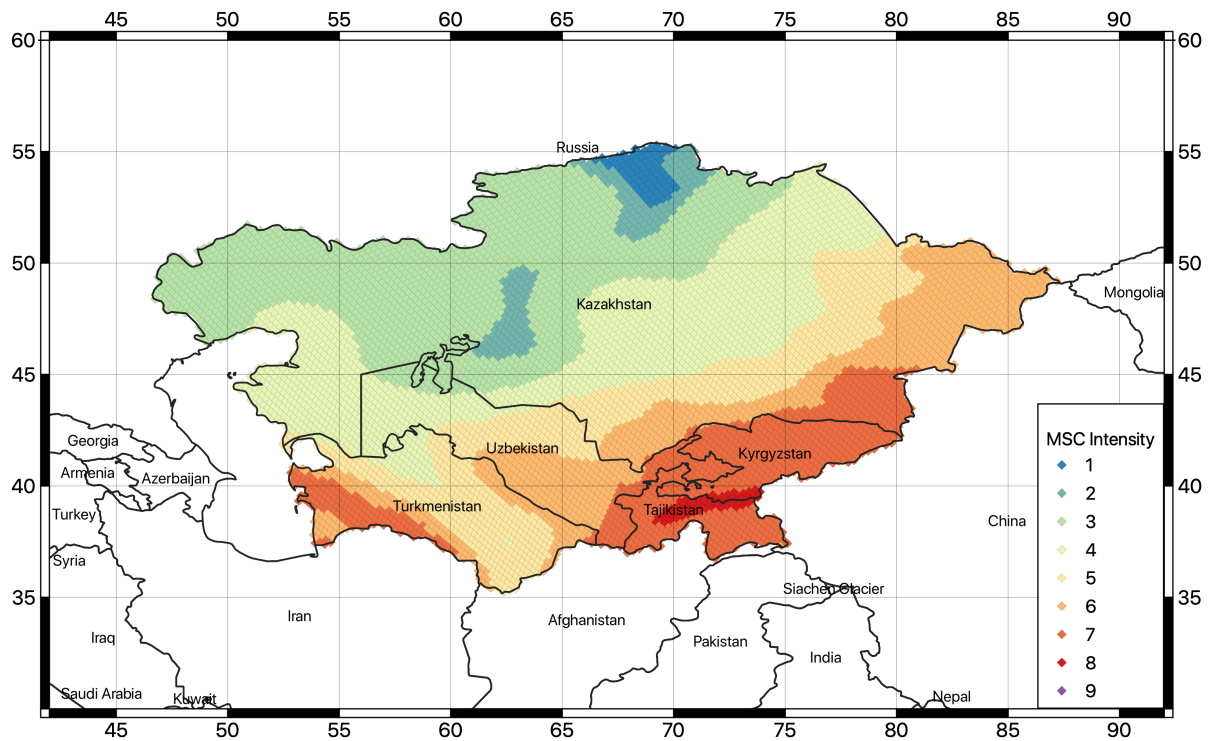 45 50 55 60 65 70 75 80 85 90
60 60
55 Russia 55
50 50
Mongolia
Kazakhstan
45 45
Georgia
MSC Intensity
Uzbekistan
Kyrgyzstan
1
Armenia
Azerbaijan
2
40 40
Turkmenistan
Tajikistan
3
Turkey
China
4
Syria
5
Siachen Glacier
35 35
6
Iran
Afghanistan
7
Iraq
Pakistan
India
8
Saudi Arabia
Kuwait
Nepal
9
45 50 55 60 65 70 75 80 85 90